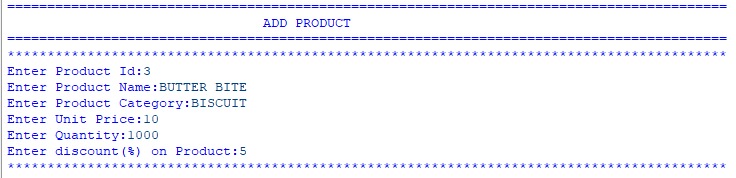 ==========================================================================================
ADD PRODUCT
==========================================================================================
******************************************************************************************
Enter Product Id:3
Enter Product Name:BUTTER BITE
Enter Product Category:BISCUIT
Enter Unit Price:10
Enter Quantity:1000
Enter discount(%) on Product:5
******************************************************************************************